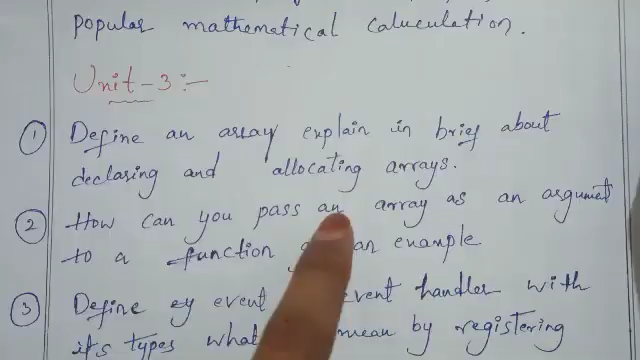 popular mathematical caluculation.
Unit-3:-
① Define an array explain in brief about
declaring and allocating arrays.
② How can you pass an array as an argument
to a function an example
③ Define ey event event handler with
it's types what mean by registering